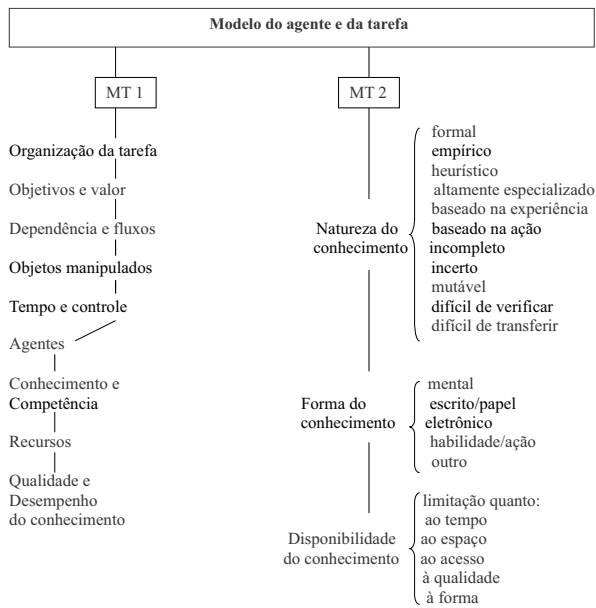 Modelo do agente e da tarefa
MT 1
Organização da tarefa
Objetivos e valor
Dependência e fluxos
Objetos manipulados
Tempo e controle
Agentes
Conhecimento e
Competência
Recursos
Qualidade e
Desempenho
do conhecimento
MT 2
Natureza do
conhecimento
formal
empírico
heurístico
altamente especializado
baseado na experiência
baseado na ação
incompleto
incerto
mutável
difícil de verificar
difícil de transferir
Forma do
conhecimento
mental
escrito/papel
eletrônico
habilidade/ação
outro
Disponibilidade
do conhecimento
limitação quanto:
ao tempo
ao espaço
ao acesso
à qualidade
à forma